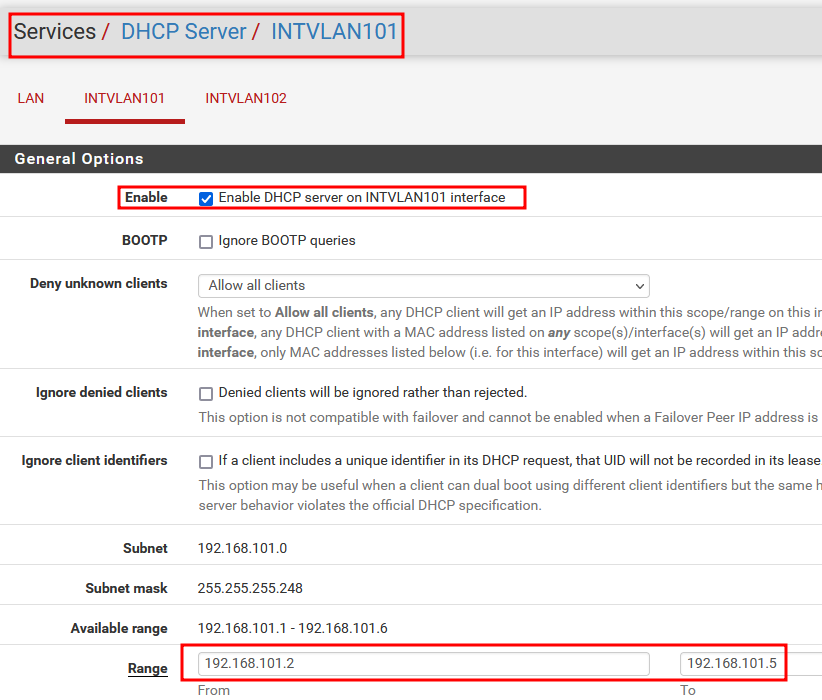 Services / DHCP Server / INTVLAN101
LAN INTVLAN101 INTVLAN102
General Options
Enable Enable DHCP server on INTVLAN101 interface
BOOTP Ignore BOOTP queries
Deny unknown clients Allow all clients
When set to Allow all clients, any DHCP client will get an IP address within this scope/range on this
interface, any DHCP client with a MAC address listed on any scope(s)/interface(s) will get an IP
interface, only MAC addresses listed below (i.e. for this interface) will get an IP address within this
Ignore denied clients Denied clients will be ignored rather than rejected.
This option is not compatible with failover and cannot be enabled when a Failover Peer IP address is
Ignore client identifiers If a client includes a unique identifier in its DHCP request, that UID will not be recorded in its lease
This option may be useful when a client can dual boot using different client identifiers but the same
server behavior violates the official DHCP specification.
Subnet 192.168.101.0
Subnet mask 255.255.255.248
Available range 192.168.101.1 - 192.168.101.6
Range 192.168.101.2 192.168.101.5
From To